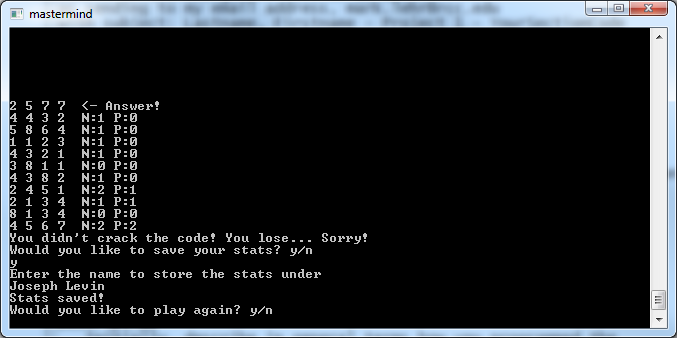 mastermind
2 5 7 7 <- Answer!
4 4 3 2 N:1 P:0
5 8 6 4 N:1 P:0
1 1 2 3 N:1 P:0
4 3 2 1 N:1 P:0
3 8 1 1 N:0 P:0
4 3 8 2 N:1 P:0
2 4 5 1 N:2 P:1
2 1 3 4 N:1 P:1
8 1 3 4 N:0 P:0
4 5 6 7 N:2 P:2
You didn't crack the code! You lose... Sorry!
Would you like to save your stats? y/n
y
Enter the name to store the stats under
Joseph Levin
Stats saved!
Would you like to play again? y/n